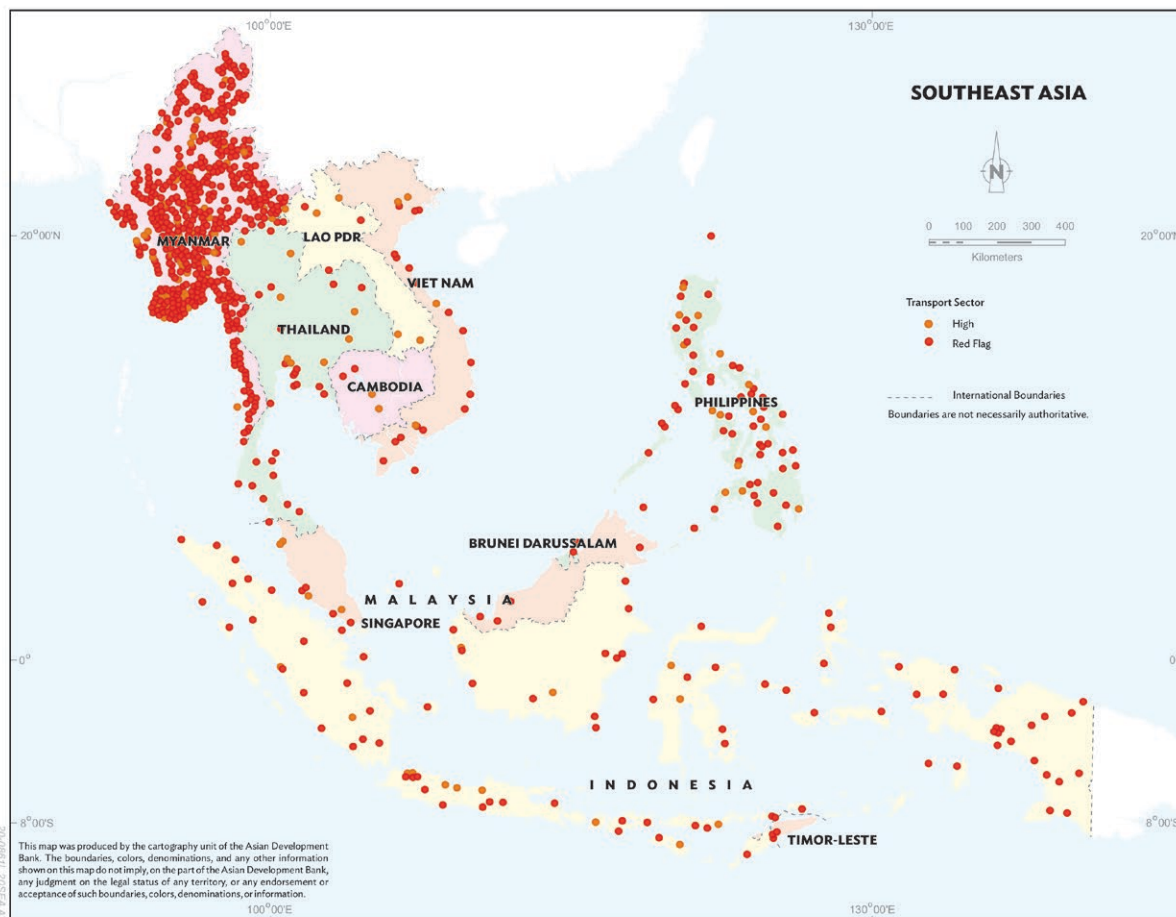 100°00'E
130°00'E
SOUTHEAST ASIA
N
20°00'N
20°00'N
0 100 200 300 400
Kilometers
MYANMAR
LAO PDR
VIET NAM
THAILAND
CAMBODIA
PHILIPPINES
Transport Sector
High
Red Flag
International Boundaries
Boundaries are not necessarily authoritative.
BRUNEI DARUSSALAM
MALAYSIA
SINGAPORE
0°
INDONESIA
8°00'S
8°00'S
TIMOR-LESTE
This map was produced by the cartography unit of the Asian Development
Bank. The boundaries, colors, denominations, and any other information
shown on this map do not imply, on the part of the Asian Development Bank,
any judgment on the legal status of any territory, or any endorsement or
acceptance of such boundaries, colors, denominations, or information.
100°00'E
130°00'E